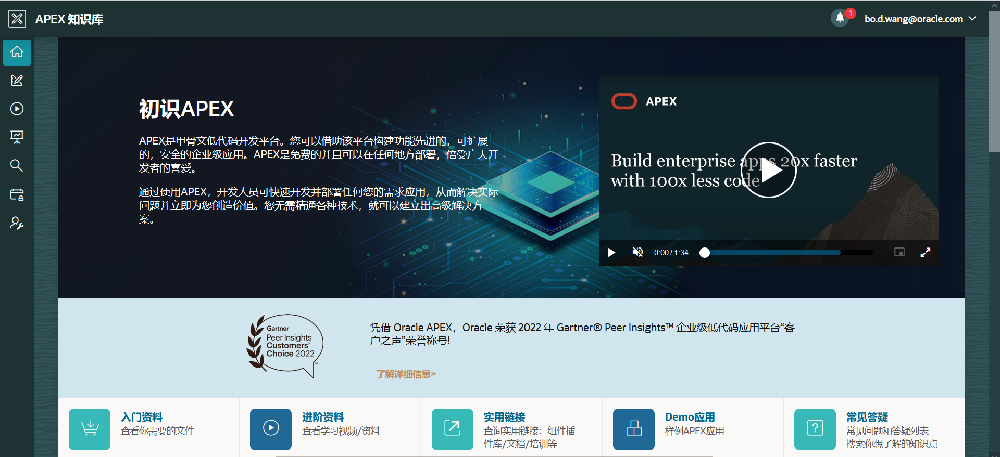 APEX 知识库
1
bo.d.wang@oracle.com
初识APEX
APEX是甲骨文低代码开发平台。您可以借助该平台构建功能先进的，可扩展
的，安全的企业级应用。APEX是免费的并且可以在任何地方部署，倍受广大开
发者的喜爱。
通过使用APEX，开发人员可快速开发并部署任何您的需求应用，从而解决实际
问题并立即为您创造价值。您无需精通各种技术，就可以建立出高级解决方
案。
APEX
Build enterprise apps 20x faster
with 100x less code
0:00 / 1:34
Gartner
Peer Insights
Customers’
Choice 2022
™
凭借 Oracle APEX，Oracle 荣获 2022 年 Gartner® Peer Insights™ 企业级低代码应用平台“客
户之声”荣誉称号!
了解详细信息>
入门资料
查看你需要的文件
进阶资料
查看学习视频/资料
实用链接
查询实用链接：组件插
件库/文档/培训等
Demo应用
样例APEX应用
常见答疑
常见问题和答疑列表
搜索你想了解的知识点